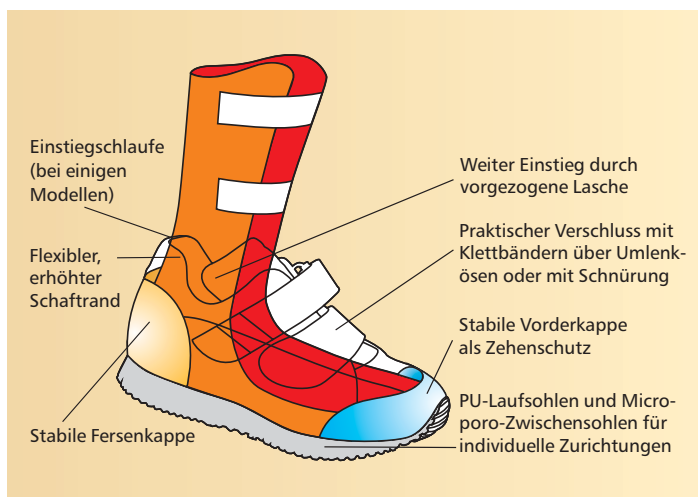 Einstiegschlaufe
(bei einigen
Modellen)
Flexibler,
erhöhter
Schaftrand
Stabile Fersenkappe
Weiter Einstieg durch
vorgezogene Lasche
Praktischer Verschluss mit
Klettbändern über Umlenk-
ösen oder mit Schnürung
Stabile Vorderkappe
als Zehenschutz
PU-Laufsohlen und Micro-
poro-Zwischensohlen für
individuelle Zurichtungen